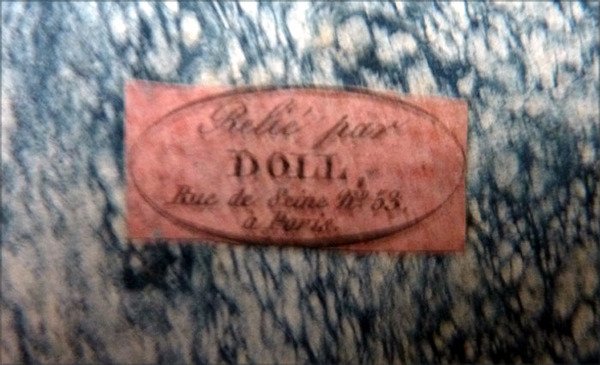 Relié par
DOLL,
Rue de Seine Nº 53,
à Paris.